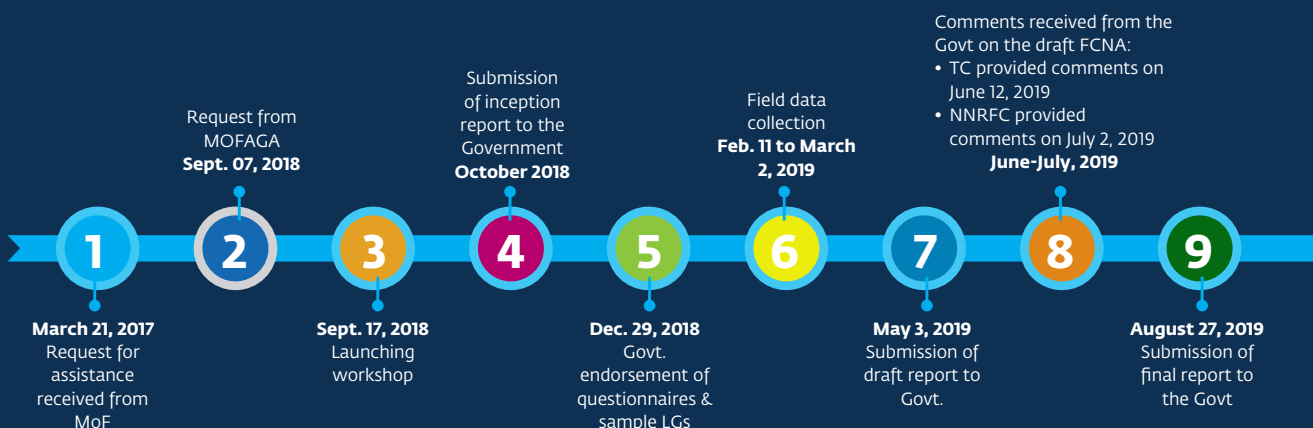 1
March 21, 2017
Request for
assistance
received from
MoF
Request from
MOFAGA
Sept. 07, 2018
2
3
Sept. 17, 2018
Launching
workshop
Submission
of inception
report to the
Government
October 2018
4
5
Dec. 29, 2018
Govt.
endorsement of
questionnaires &
sample LGs
Field data
collection
Feb. 11 to March
2, 2019
6
7
May 3, 2019
Submission of
draft report to
Govt.
Comments received from the
Govt on the draft FCNA:
• TC provided comments on
June 12, 2019
• NNRFC provided
comments on July 2, 2019
June-July, 2019
8
9
August 27, 2019
Submission of
final report to
the Govt